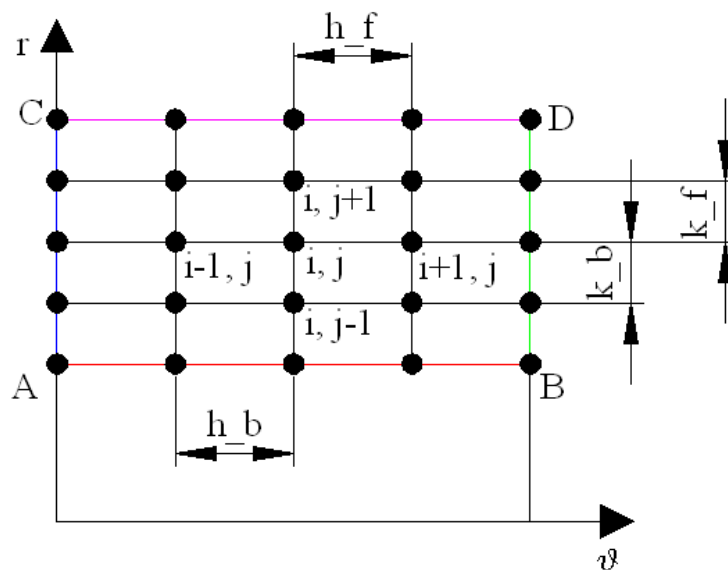 h_f
r
C
D
i, j+1
k_f
i-1, j
i, j
i+1, j
k_b
i, j-1
A
B
h_b
ϑ